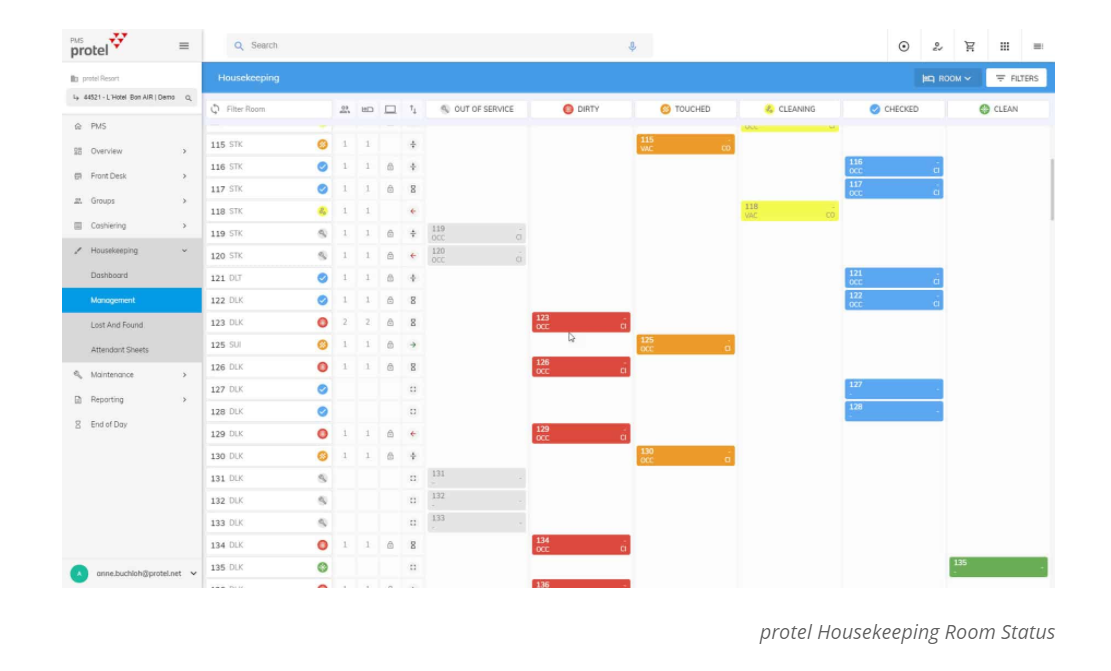 PMS
protel
Search
protel Resort
Housekeeping
ROOM
FILTERS
44521 - L'Hotel Bon AIR | Demo
Filter Room
OUT OF SERVICE
DIRTY
TOUCHED
CLEANING
CHECKED
CLEAN
PMS
Overview
Front Desk
Groups
Cashiering
Housekeeping
Dashboard
Management
Lost And Found
Attendant Sheets
Maintenance
Reporting
End of Day
anne.buchloh@protel.net
115 STK 1 1
115 -
VAC CO
116 STK 1 1
116 -
OCC CI
117 STK 1 1
117 -
OCC CI
118 STK 1 1
118 -
VAC CO
119 STK 1 1
119 -
OCC CI
120 STK 1 1
120 -
OCC CI
121 DLT 1 1
121 -
OCC CI
122 DLK 1 1
122 -
OCC CI
123 DLK 2 2
123 -
OCC CI
125 SUI 1 1
125 -
OCC CI
126 DLK 1 1
126 -
OCC CI
127 DLK
127 -
-
128 DLK
128 -
-
129 DLK 1 1
129 -
OCC CI
130 DLK 1 1
130 -
OCC CI
131 DLK
131 -
-
132 DLK
132 -
-
133 DLK
133 -
-
134 DLK 1 1
134 -
OCC CI
135 DLK
135 -
-
136
protel Housekeeping Room Status